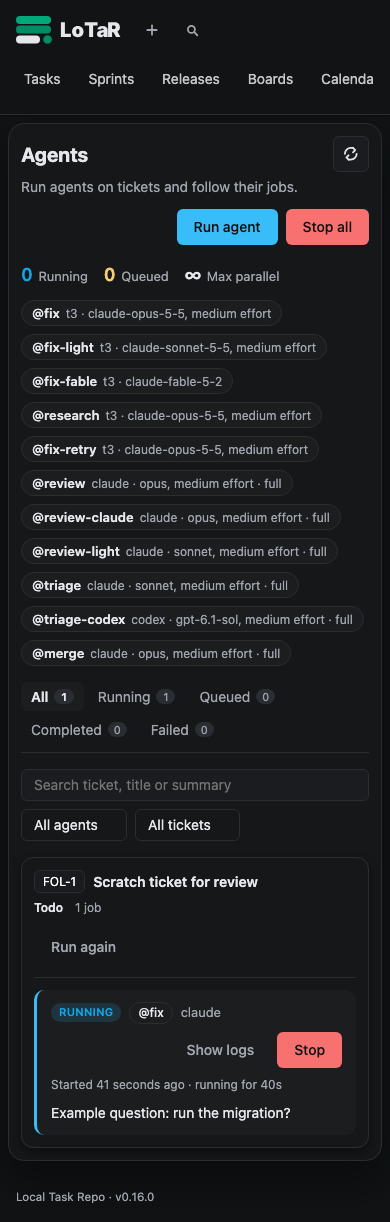 LoTaR
Tasks Sprints Releases Boards Calenda
Agents
Run agents on tickets and follow their jobs.
Run agent Stop all
0 Running 0 Queued ∞ Max parallel
@fix t3 · claude-opus-5-5, medium effort
@fix-light t3 · claude-sonnet-5-5, medium effort
@fix-fable t3 · claude-fable-5-2
@research t3 · claude-opus-5-5, medium effort
@fix-retry t3 · claude-opus-5-5, medium effort
@review claude · opus, medium effort · full
@review-claude claude · opus, medium effort · full
@review-light claude · sonnet, medium effort · full
@triage claude · sonnet, medium effort · full
@triage-codex codex · gpt-6.1-sol, medium effort · full
@merge claude · opus, medium effort · full
All 1 Running 1 Queued 0
Completed 0 Failed 0
Search ticket, title or summary
All agents All tickets
FOL-1 Scratch ticket for review
Todo 1 job
Run again
RUNNING @fix claude
Show logs Stop
Started 41 seconds ago · running for 40s
Example question: run the migration?
Local Task Repo · v0.16.0